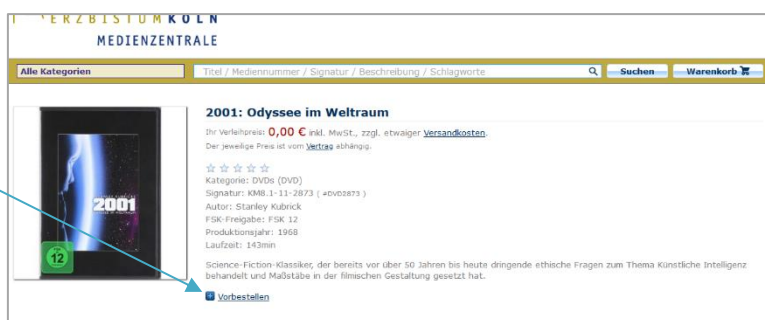 ERZBISTUM KÖLN
MEDIENZENTRALE
Alle Kategorien
Titel / Mediennummer / Signatur / Beschreibung / Schlagworte
Suchen
Warenkorb
2001: Odyssee im Weltraum
Ihr Verleihpreis: 0,00 € inkl. MwSt., zzgl. etwaiger Versandkosten.
Der jeweilige Preis ist vom Vertrag abhängig.
Kategorie: DVDs (DVD)
Signatur: KM8.1-11-2873 ( #DVD2873 )
Autor: Stanley Kubrick
FSK-Freigabe: FSK 12
Produktionsjahr: 1968
Laufzeit: 143min
Science-Fiction-Klassiker, der bereits vor über 50 Jahren bis heute dringende ethische Fragen zum Thema Künstliche Intelligenz
behandelt und Maßstäbe in der filmischen Gestaltung gesetzt hat.
Vorbestellen
2001
12